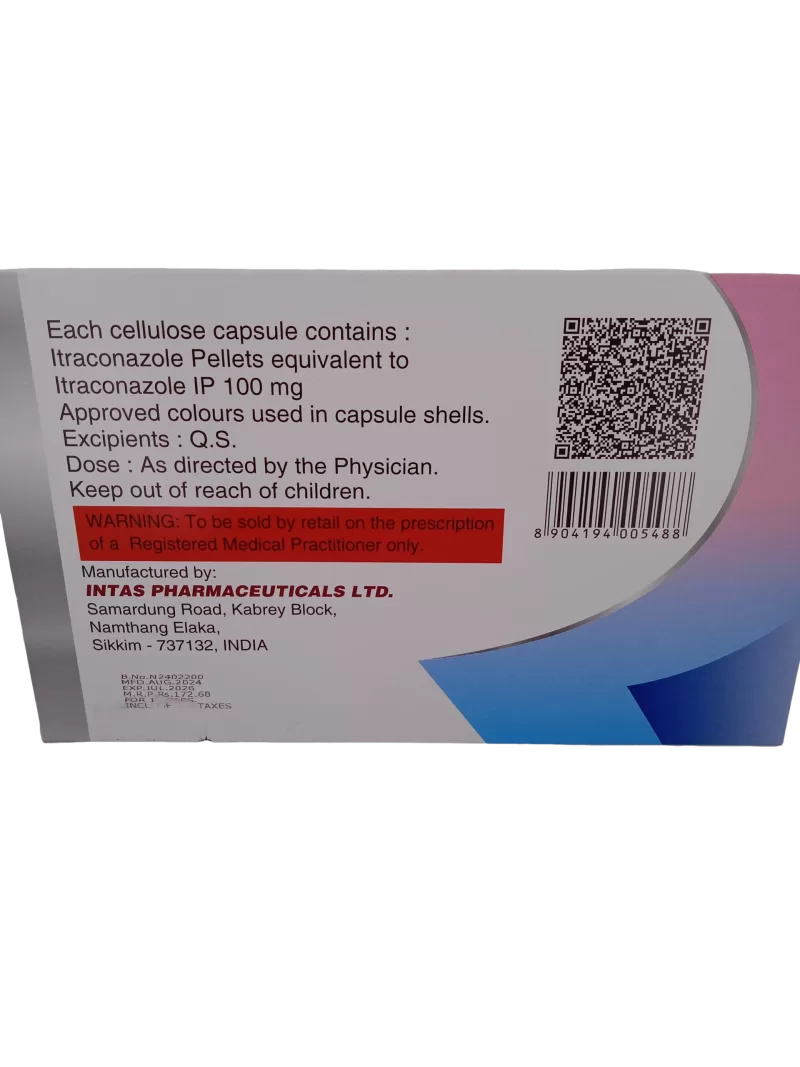 Each cellulose capsule contains :
Itraconazole Pellets equivalent to
Itraconazole IP 100 mg
Approved colours used in capsule shells.
Excipients : Q.S.
Dose : As directed by the Physician.
Keep out of reach of children.
WARNING: To be sold by retail on the prescription
of a Registered Medical Practitioner only.
Manufactured by:
INTAS PHARMACEUTICALS LTD.
Samardung Road, Kabrey Block,
Namthang Elaka,
Sikkim - 737132, INDIA
B.No.N2402200
MFD.AUG.2024
EXP.JUL.2026
M.R.P.Rs.172.68
FOR
TAXES
8 904194 005488